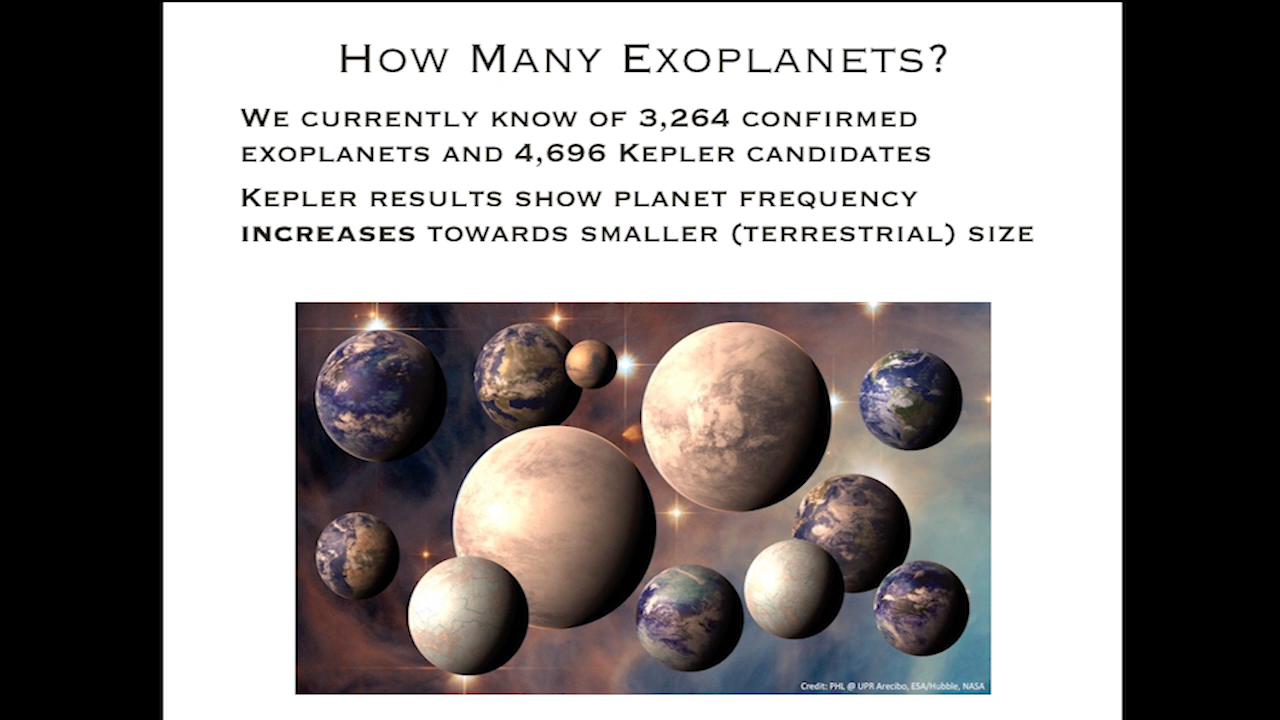 How Many Exoplanets?
We currently know of 3,264 confirmed
exoplanets and 4,696 Kepler candidates
Kepler results show planet frequency
increases towards smaller (terrestrial) size
Credit: PHL @ UPR Arecibo, ESA/Hubble, NASA